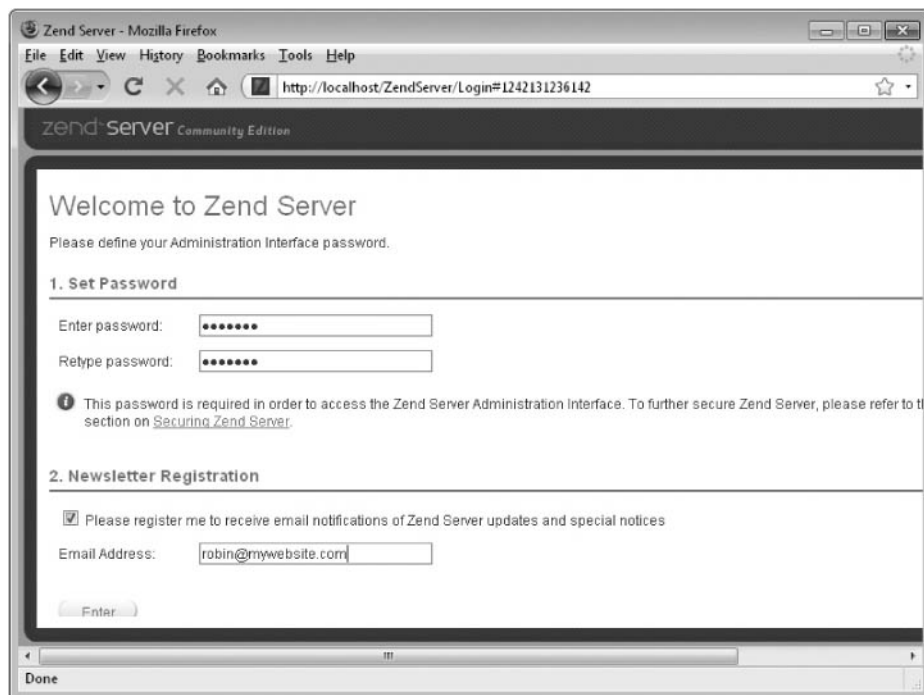 Zend Server - Mozilla Firefox
File Edit View History Bookmarks Tools Help
http://localhost/ZendServer/Login#1242131236142
zend server Community Edition
Welcome to Zend Server
Please define your Administration Interface password.
1. Set Password
Enter password: •••••••
Retype password: •••••••
This password is required in order to access the Zend Server Administration Interface. To further secure Zend Server, please refer to
section on Securing Zend Server.
2. Newsletter Registration
Please register me to receive email notifications of Zend Server updates and special notices
Email Address: robin@mywebsite.com
Enter
Done